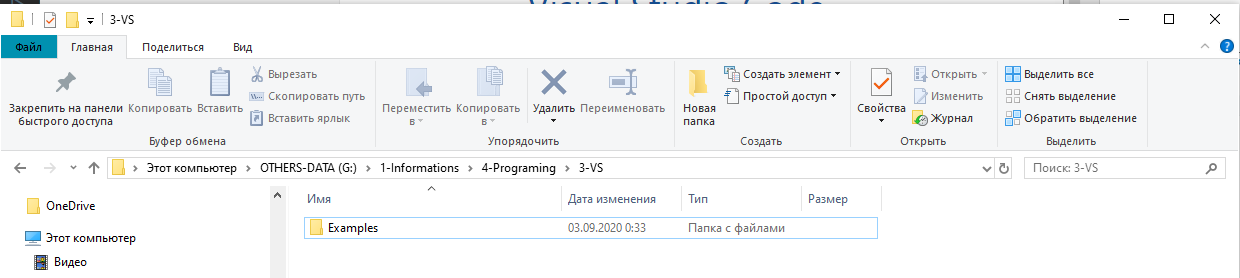 Visual Studio Code
3-VS
Файл Главная Поделиться Вид
Закрепить на панели быстрого доступа
Копировать
Вставить
Вырезать
Скопировать путь
Вставить ярлык
Буфер обмена
Переместить в
Копировать в
Удалить
Переименовать
Упорядочить
Новая папка
Создать элемент
Простой доступ
Создать
Свойства
Открыть
Изменить
Журнал
Открыть
Выделить все
Снять выделение
Обратить выделение
Выделить
Этот компьютер OTHERS-DATA (G:) 1-Informations 4-Programing 3-VS
Поиск: 3-VS
OneDrive
Этот компьютер
Видео
Имя Дата изменения Тип Размер
Examples 03.09.2020 0:33 Папка с файлами